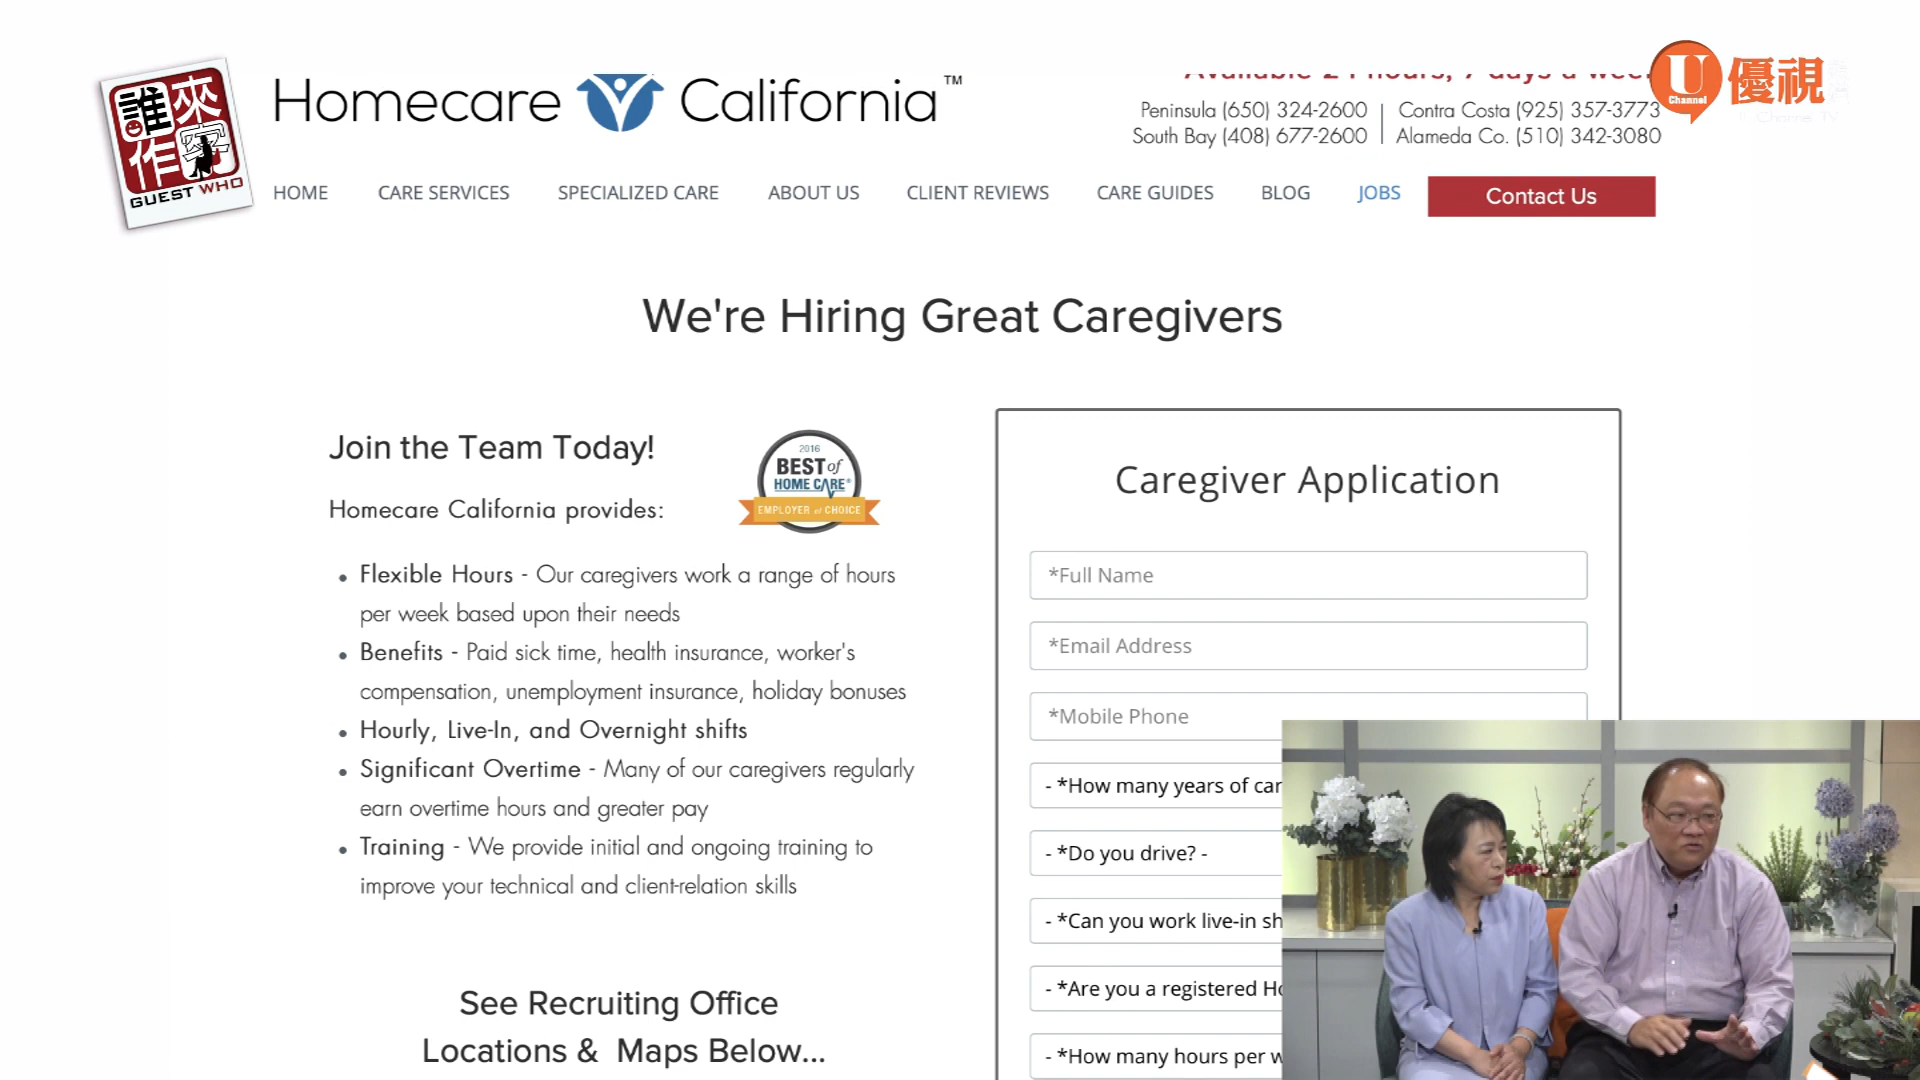 誰來
作客
GUEST WHO
Homecare California™
Peninsula (650) 324-2600 | Contra Costa (925) 357-3773
South Bay (408) 677-2600 | Alameda Co. (510) 342-3080
U Channel 優視
HOME CARE SERVICES SPECIALIZED CARE ABOUT US CLIENT REVIEWS CARE GUIDES BLOG JOBS Contact Us
We're Hiring Great Caregivers
Join the Team Today!
2016
BEST of
HOME CARE®
EMPLOYER of CHOICE
Homecare California provides:
• Flexible Hours - Our caregivers work a range of hours
per week based upon their needs
• Benefits - Paid sick time, health insurance, worker's
compensation, unemployment insurance, holiday bonuses
• Hourly, Live-In, and Overnight shifts
• Significant Overtime - Many of our caregivers regularly
earn overtime hours and greater pay
• Training - We provide initial and ongoing training to
improve your technical and client-relation skills
See Recruiting Office
Locations & Maps Below...
Caregiver Application
*Full Name
*Email Address
*Mobile Phone
- *How many years of car
- *Do you drive? -
- *Can you work live-in sh
- *Are you a registered Ho
- *How many hours per w